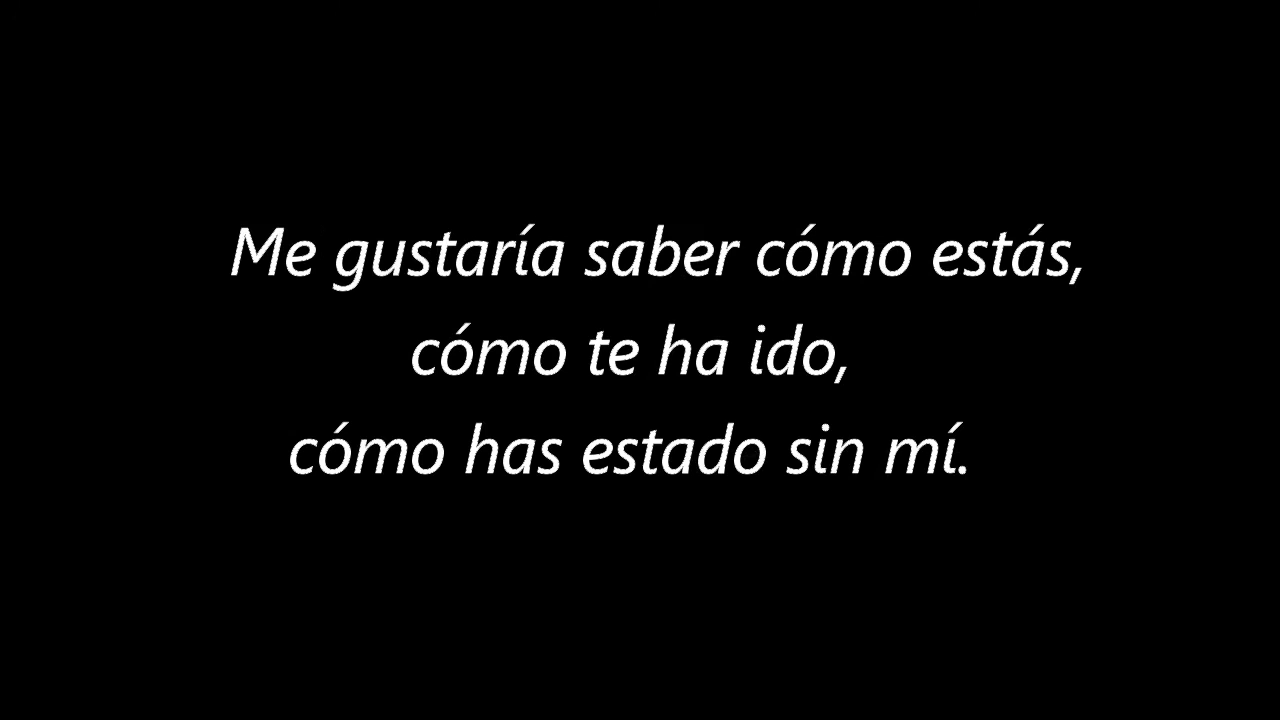 Me gustaría saber cómo estás,
cómo te ha ido,
cómo has estado sin mí.